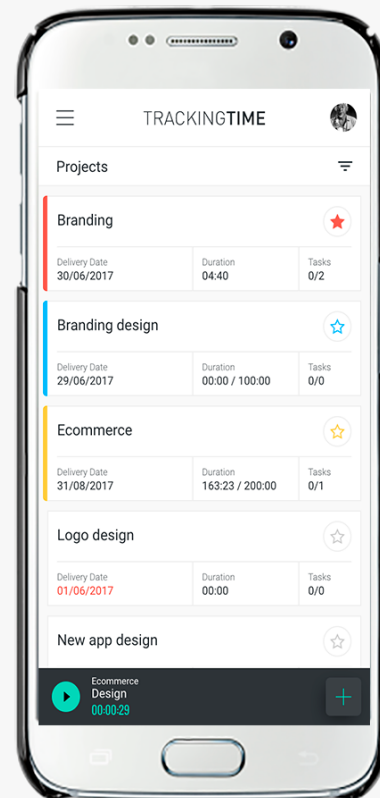 TRACKINGTIME
Projects
Branding
Delivery Date Duration Tasks
30/06/2017 04:40 0/2
Branding design
Delivery Date Duration Tasks
29/06/2017 00:00 / 100:00 0/0
Ecommerce
Delivery Date Duration Tasks
31/08/2017 163:23 / 200:00 0/1
Logo design
Delivery Date Duration Tasks
01/06/2017 00:00 0/0
New app design
Ecommerce
Design
00:00:29